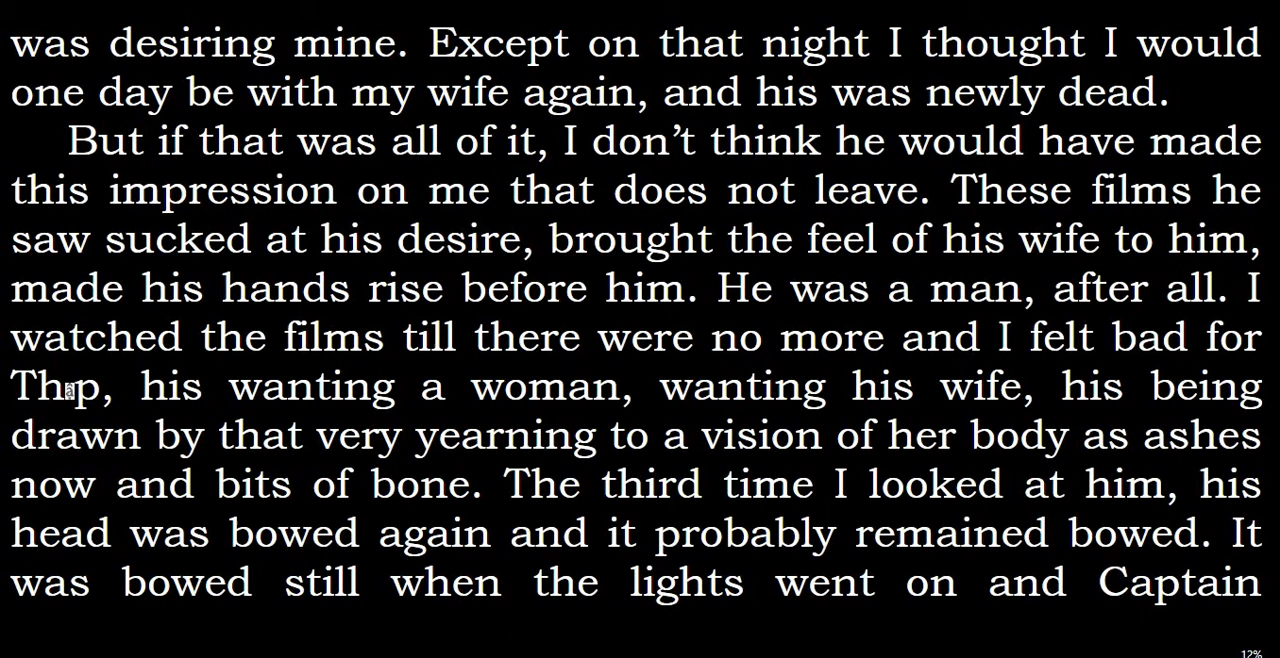 was desiring mine. Except on that night I thought I would
one day be with my wife again, and his was newly dead.
But if that was all of it, I don’t think he would have made
this impression on me that does not leave. These films he
saw sucked at his desire, brought the feel of his wife to him,
made his hands rise before him. He was a man, after all. I
watched the films till there were no more and I felt bad for
his wanting a woman, wanting his wife, his being
drawn by that very yearning to a vision of her body as ashes
now and bits of bone. The third time I looked at him, his
head was bowed again and it probably remained bowed. It
was bowed still when the lights went on and Captain
12%